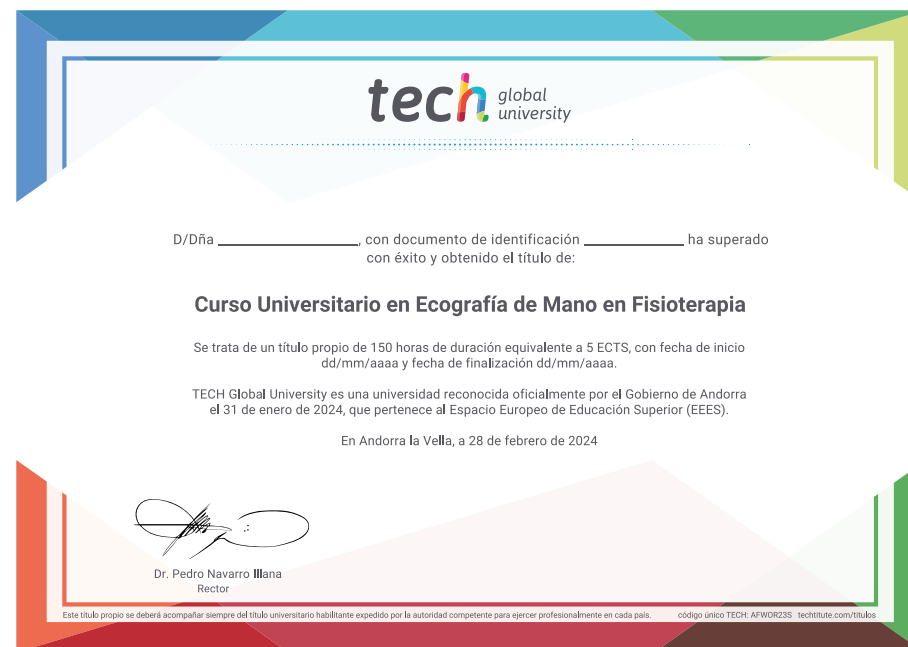 tech global university
D/Dña ______________, con documento de identificación __________ ha superado
con éxito y obtenido el título de:
Curso Universitario en Ecografía de Mano en Fisioterapia
Se trata de un título propio de 150 horas de duración equivalente a 5 ECTS, con fecha de inicio
dd/mm/aaaa y fecha de finalización dd/mm/aaaa.
TECH Global University es una universidad reconocida oficialmente por el Gobierno de Andorra
el 31 de enero de 2024, que pertenece al Espacio Europeo de Educación Superior (EEES).
En Andorra la Vella, a 28 de febrero de 2024
Dr. Pedro Navarro Illana
Rector
Este título propio se deberá acompañar siempre del título universitario habilitante expedido por la autoridad competente para ejercer profesionalmente en cada país. código único TECH: AFWOR23S techtitute.com/titulos